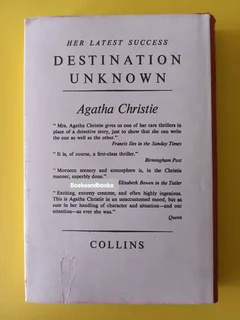 HER LATEST SUCCESS
DESTINATION
UNKNOWN
Agatha Christie
" Mrs. Agatha Christie gives us one of her rare thrillers in
place of a detective story, just to show that she can write
the one as well as the other."
Francis Iles in the Sunday Times
" It is, of course, a first-class thriller."
Birmingham Post
Bookaondbooks
" Morocco scenery and atmosphere is, in the Christie
manner, superbly done."
Elizabeth Bowen in the Tatler
" Exciting, entirely credible, and often highly ingenious.
This is Agatha Christie in an unaccustomed mood, but as
sure in her handling of character and situation—and our
attention—as ever she was."
Queen
COLLINS